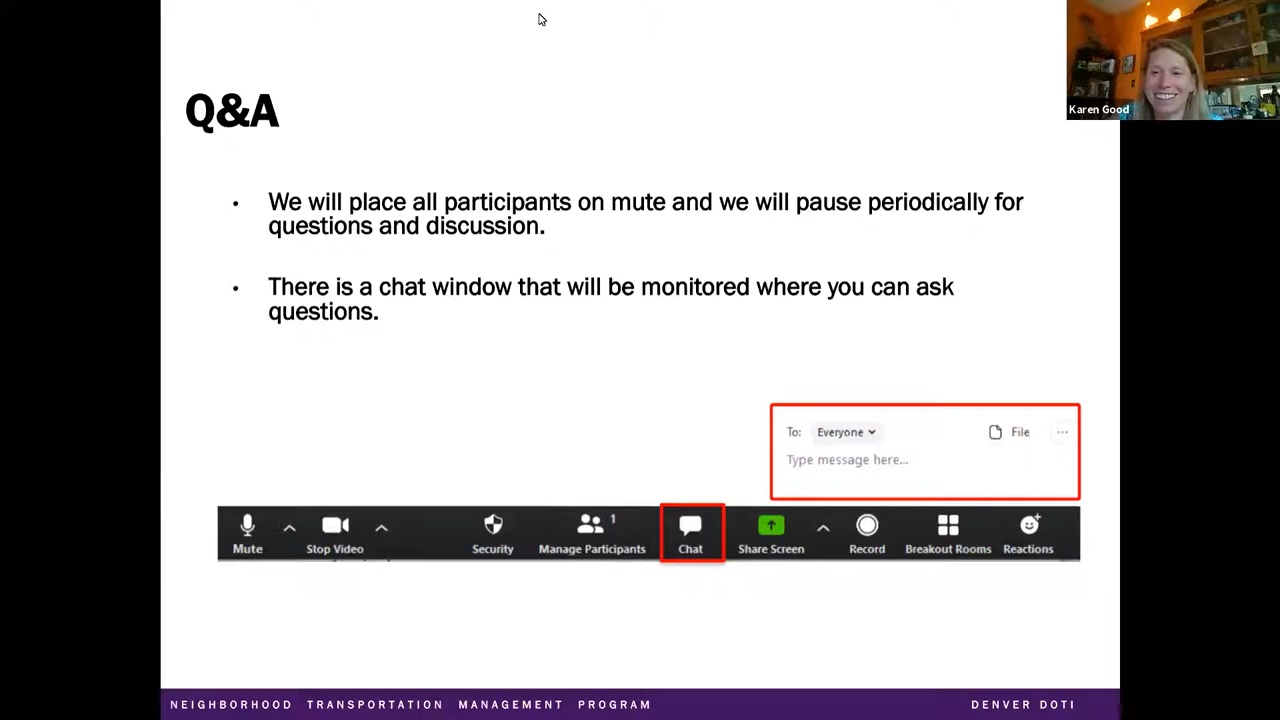 Karen Good
Q&A
• We will place all participants on mute and we will pause periodically for
questions and discussion.
• There is a chat window that will be monitored where you can ask
questions.
To: Everyone File ...
Type message here...
1
Mute Stop Video Security Manage Participants Chat Share Screen Record Breakout Rooms Reactions
NEIGHBORHOOD TRANSPORTATION MANAGEMENT PROGRAM DENVER DOTI